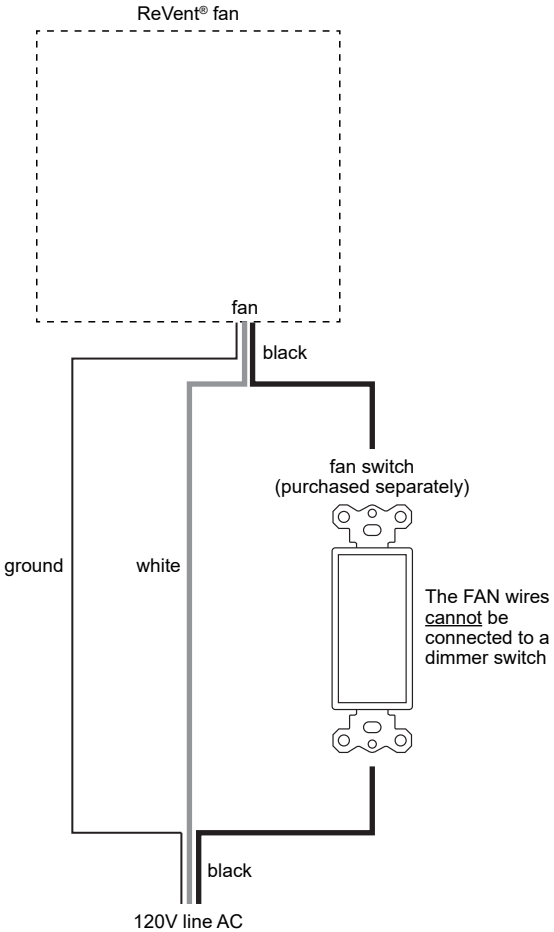 ReVent® fan
fan
black
fan switch
(purchased separately)
ground
white
The FAN wires
cannot be
connected to a
dimmer switch
black
120V line AC